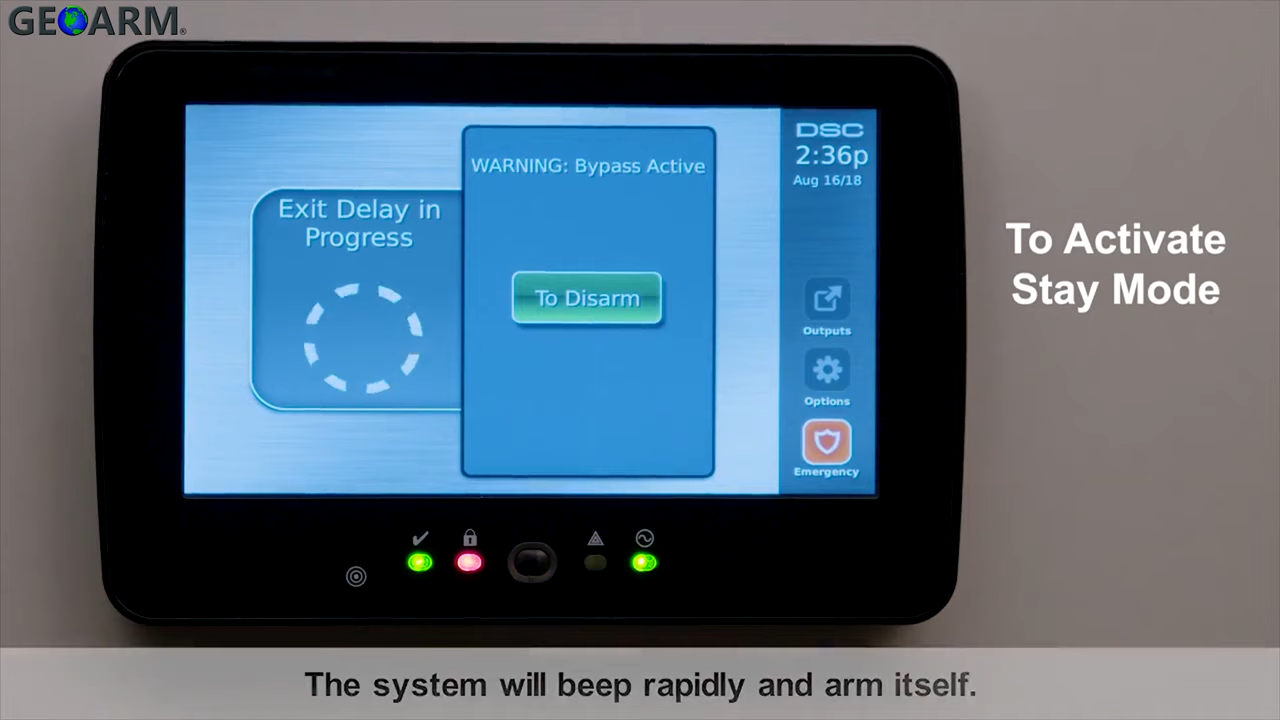 GEOARM®
DSC
2:36p
Aug 16/18
WARNING: Bypass Active
Exit Delay in
Progress
To Disarm
Outputs
Options
Emergency
To Activate
Stay Mode
The system will beep rapidly and arm itself.